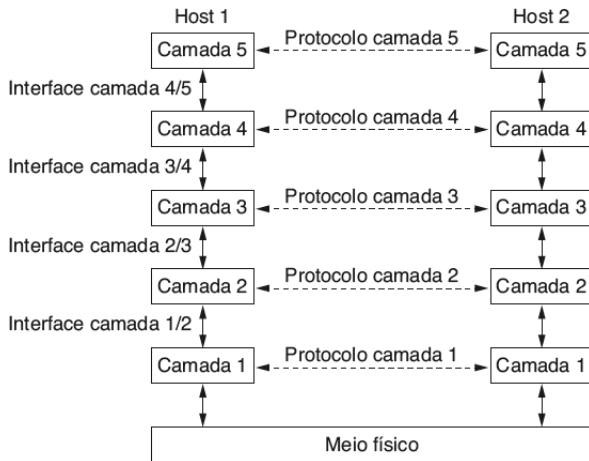 Host 1
Host 2
Camada 5
Protocolo camada 5
Camada 5
Interface camada 4/5
Camada 4
Protocolo camada 4
Camada 4
Interface camada 3/4
Camada 3
Protocolo camada 3
Camada 3
Interface camada 2/3
Camada 2
Protocolo camada 2
Camada 2
Interface camada 1/2
Camada 1
Protocolo camada 1
Camada 1
Meio físico